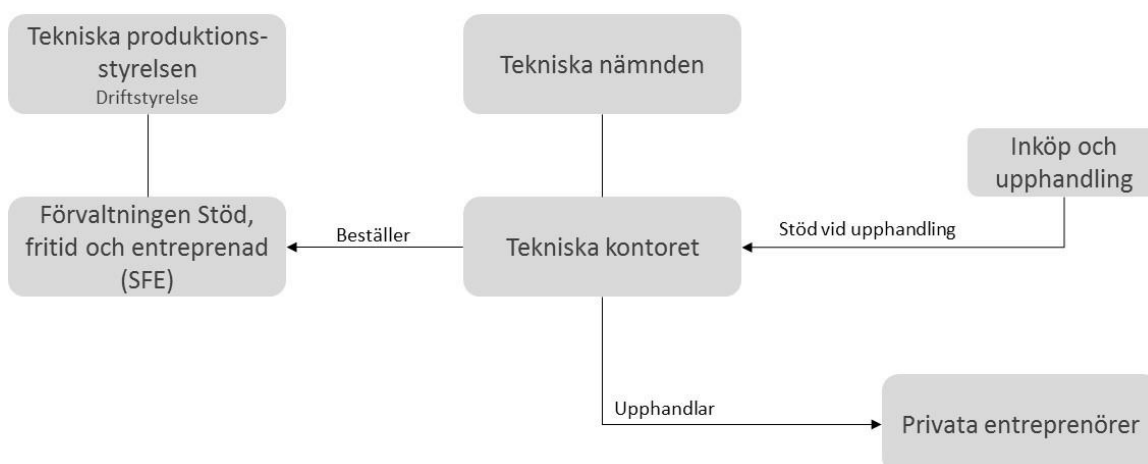 Tekniska produktions-
styrelsen
Driftstyrelse
Tekniska nämnden
Inköp och
upphandling
Förvaltningen Stöd,
fritid och entreprenad
(SFE)
Beställer
Tekniska kontoret
Stöd vid upphandling
Upphandlar
Privata entreprenörer